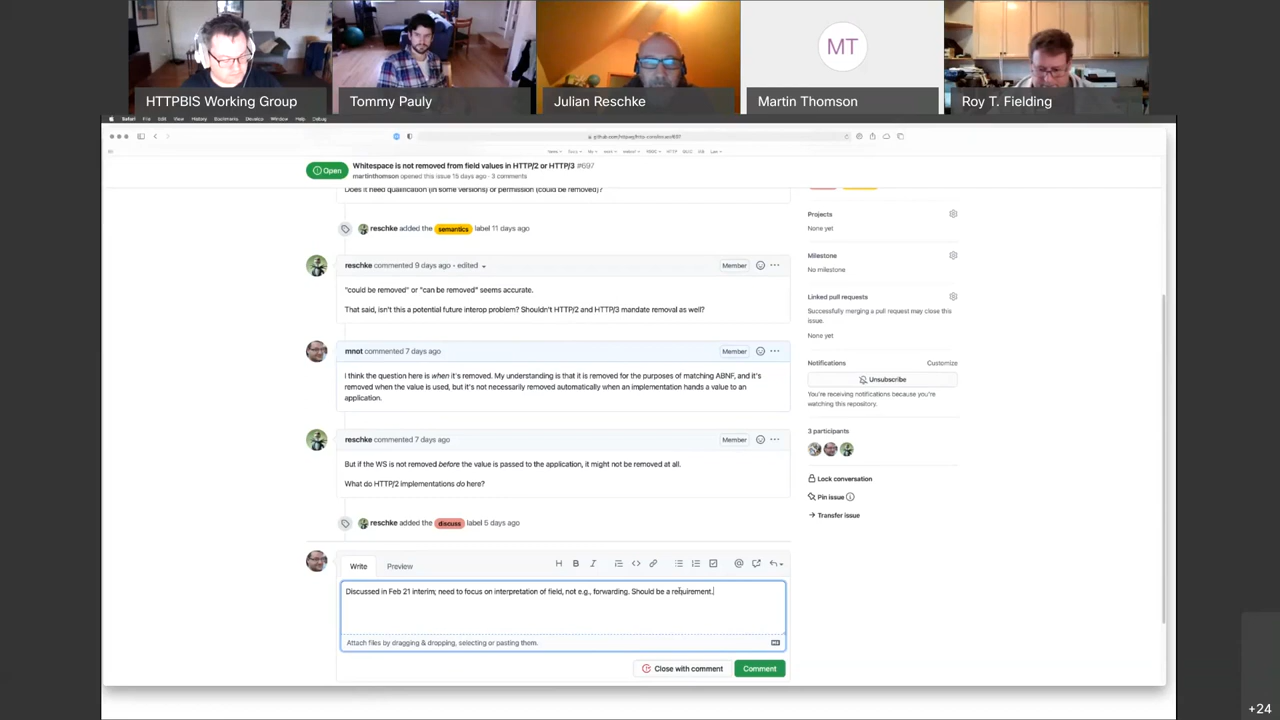 HTTPBIS Working Group
Tommy Pauly
Julian Reschke
MT
Martin Thomson
Roy T. Fielding
Safari File Edit View History Bookmarks Develop Window Help Debug
Open
Whitespace is not removed from field values in HTTP/2 or HTTP/3 #697
martinthomson opened this issue 15 days ago · 3 comments
Does it need qualification (in some versions) or permission (could be removed)?
reschke added the semantics label 11 days ago
reschke commented 9 days ago · edited
Member
"could be removed" or "can be removed" seems accurate.
That said, isn't this a potential future interop problem? Shouldn't HTTP/2 and HTTP/3 mandate removal as well?
mnot commented 7 days ago
Member
I think the question here is when it's removed. My understanding is that it is removed for the purposes of matching ABNF, and it's
removed when the value is used, but it's not necessarily removed automatically when an implementation hands a value to an
application.
reschke commented 7 days ago
Member
But if the WS is not removed before the value is passed to the application, it might not be removed at all.
What do HTTP/2 implementations do here?
reschke added the discuss label 5 days ago
Write
Preview
H B I
Discussed in Feb 21 interim; need to focus on interpretation of field, not e.g., forwarding. Should be a requirement.
Attach files by dragging & dropping, selecting or pasting them.
Close with comment
Comment
Projects
None yet
Milestone
No milestone
Linked pull requests
Successfully merging a pull request may close this
issue.
None yet
Notifications
Customize
Unsubscribe
You're receiving notifications because you're
watching this repository.
3 participants
Lock conversation
Pin issue
Transfer issue
+24